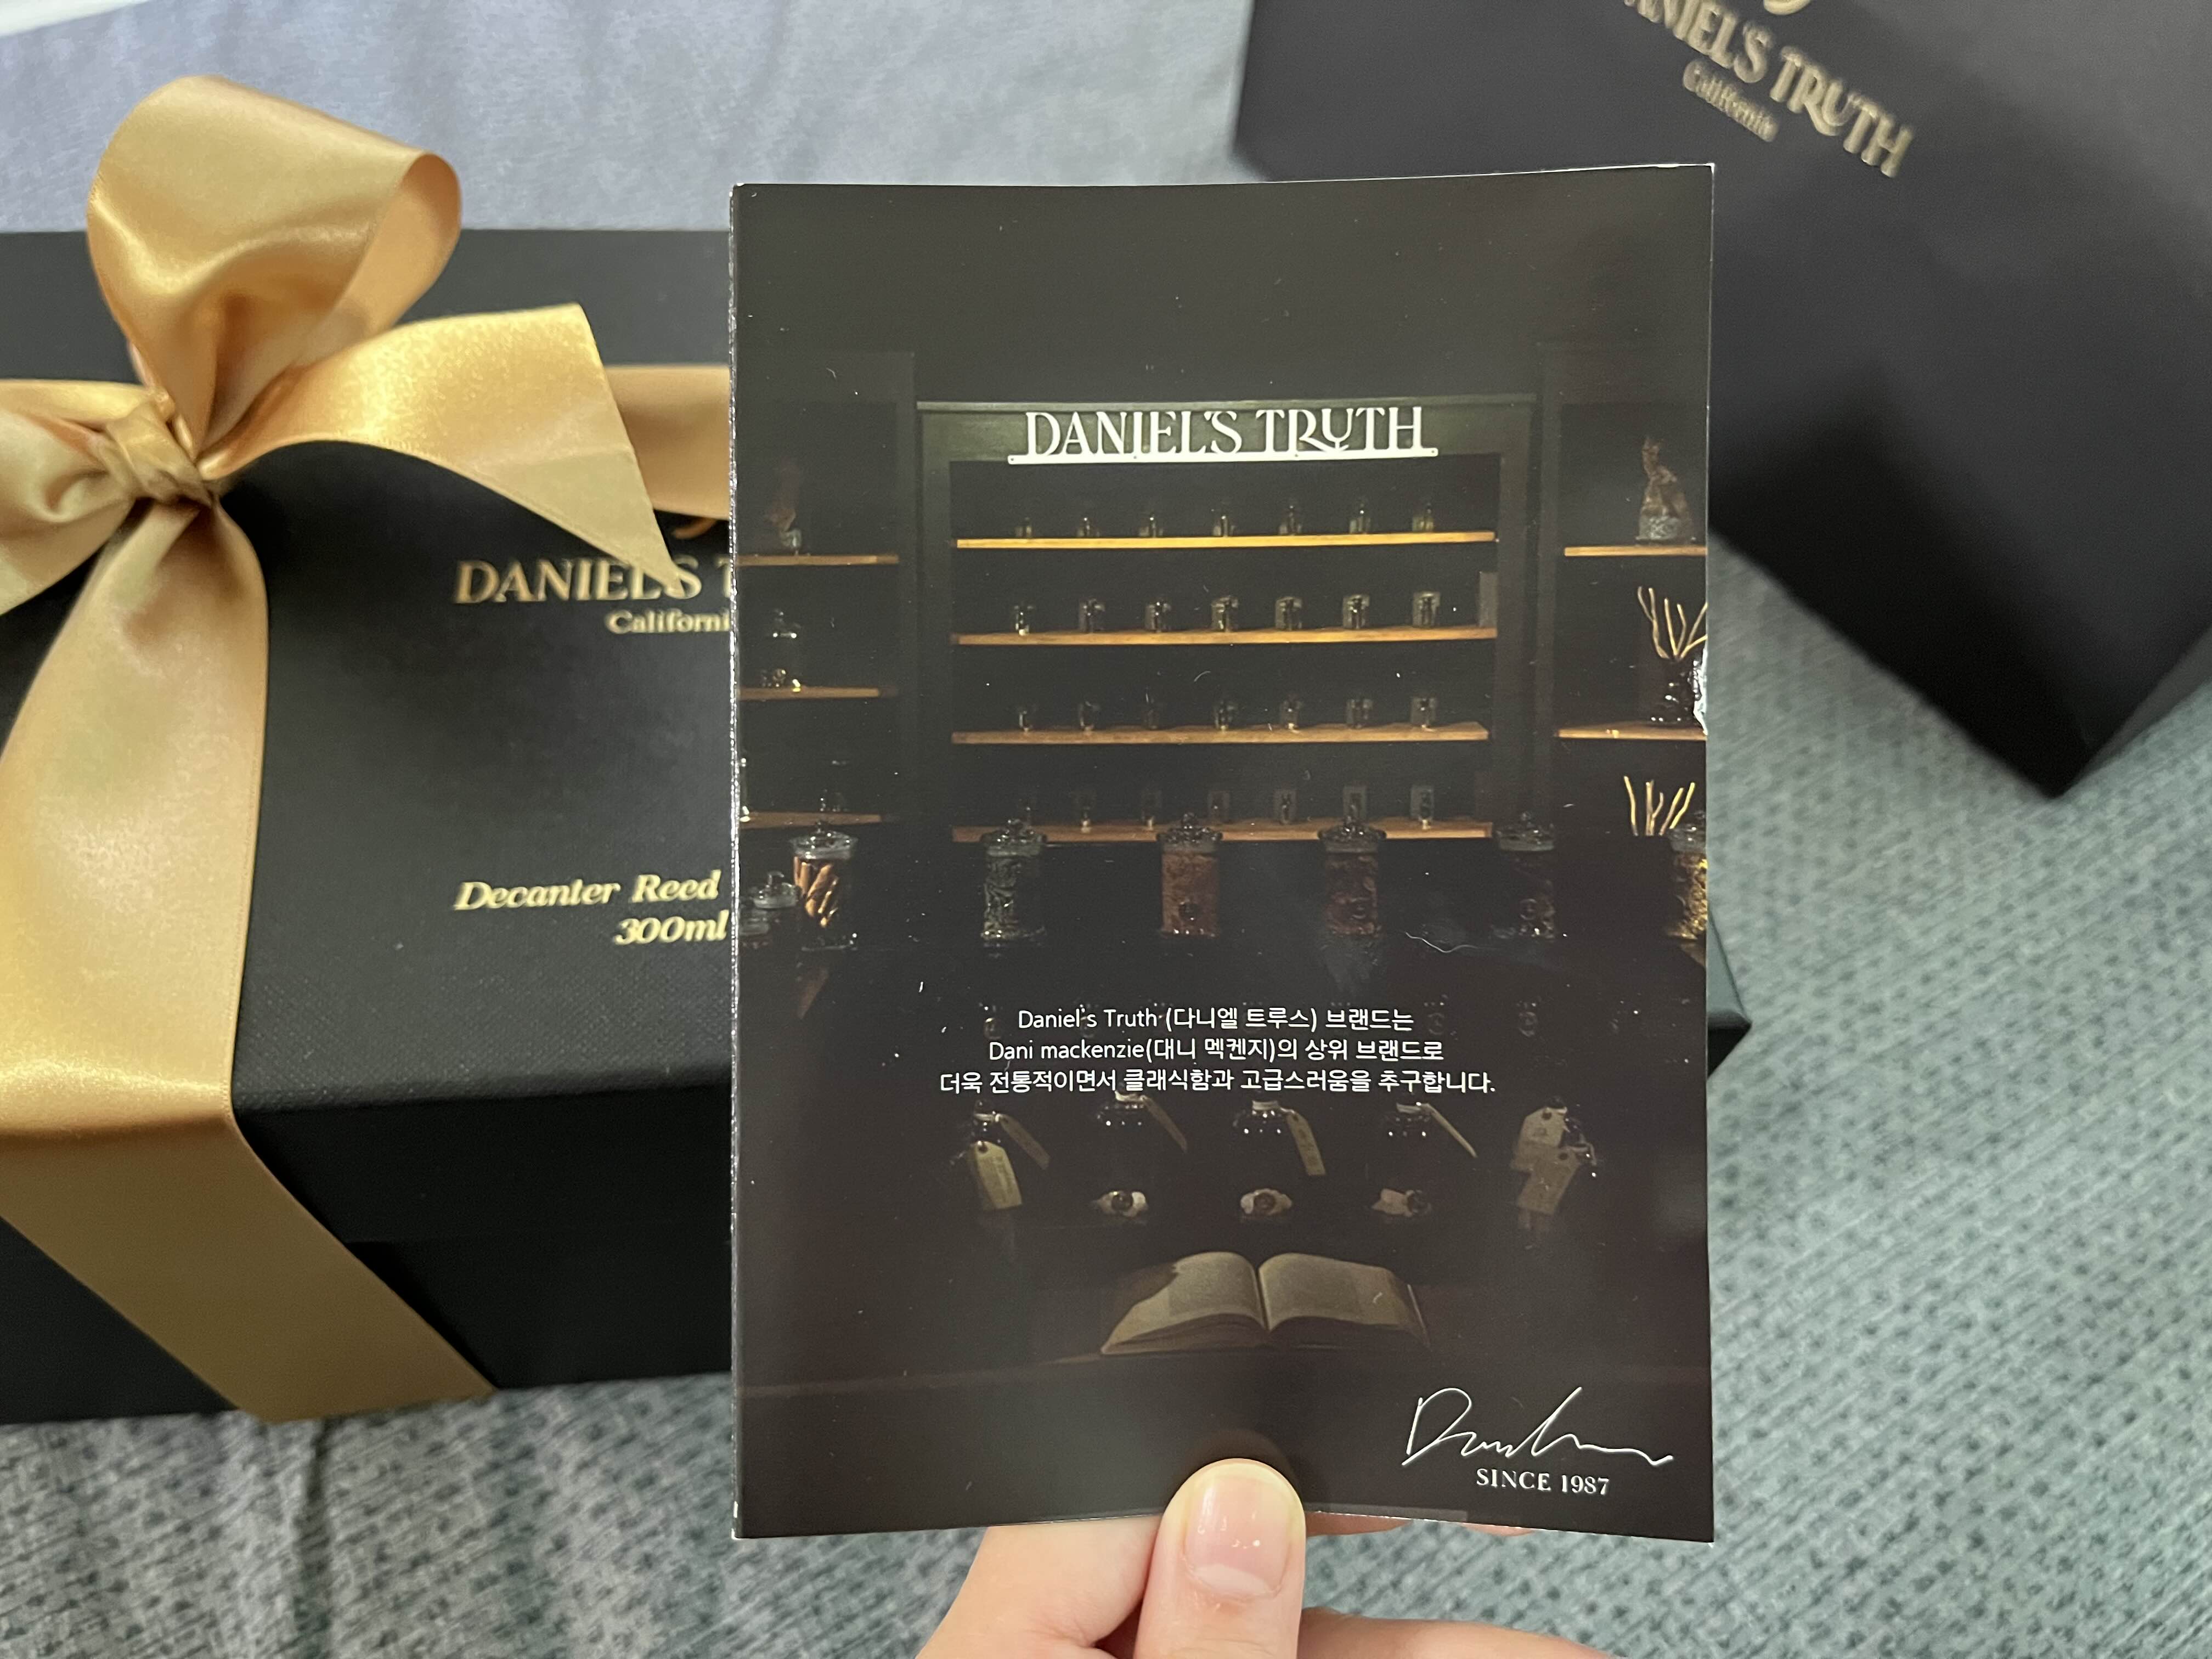 DANIEL'S TRUTH
California
DANIEL'S
Decanter Reed
300ml
DANIEL'S TRUTH
Daniel's Truth (다니엘 트루스) 브랜드는
Dani mackenzie(대니 멕켄지)의 상위 브랜드로
더욱 전통적이면서 클래식함과 고급스러움을 추구합니다.
SINCE 1987